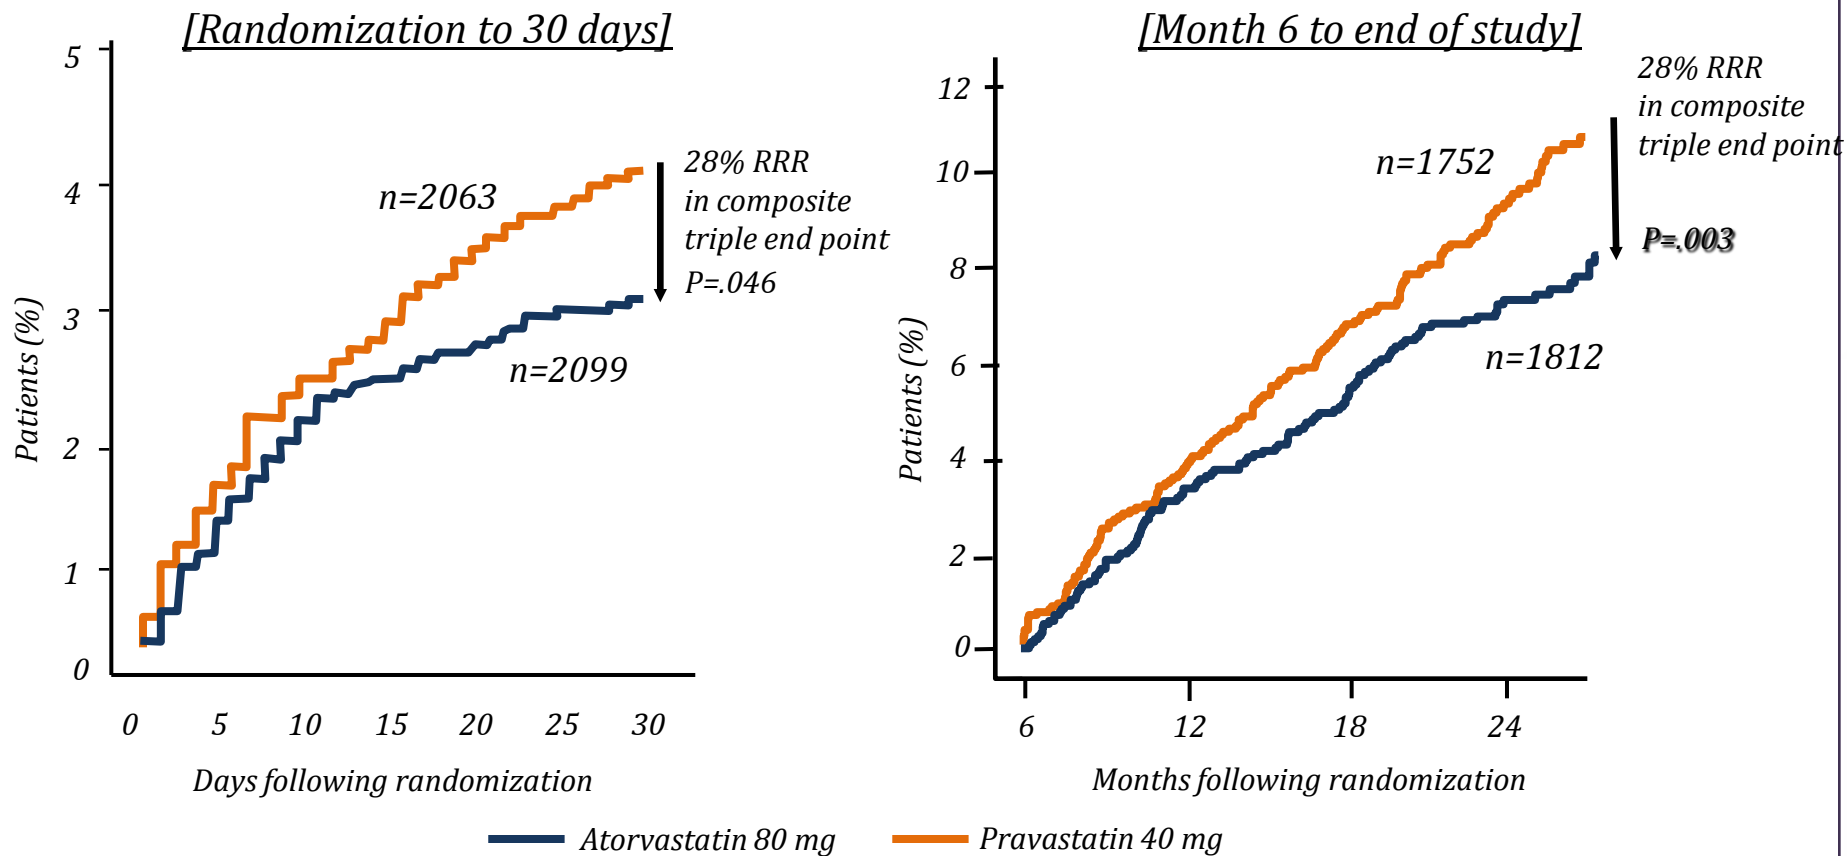 [Randomization to 30 days]
5
4
3
2
1
0
Patients (%)
n=2063
n=2099
28% RRR
in composite
triple end point
P=.046
0 5 10 15 20 25 30
Days following randomization
[Month 6 to end of study]
12
10
8
6
4
2
0
Patients (%)
n=1752
n=1812
28% RRR
in composite
triple end point
P=.003
6 12 18 24
Months following randomization
Atorvastatin 80 mg
Pravastatin 40 mg